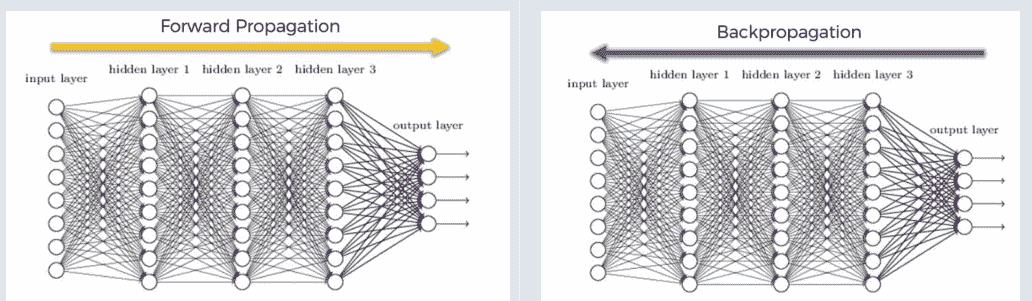 Forward Propagation
input layer
hidden layer 1 hidden layer 2 hidden layer 3
output layer
Backpropagation
input layer
hidden layer 1 hidden layer 2 hidden layer 3
output layer